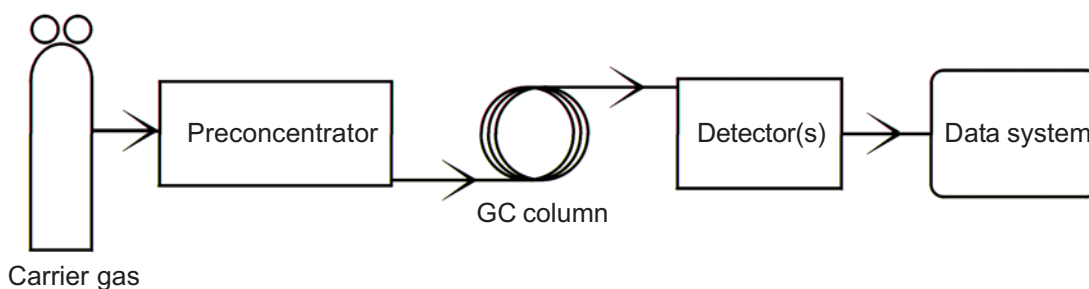 Preconcentrator
Detector(s)
Data system
GC column
Carrier gas